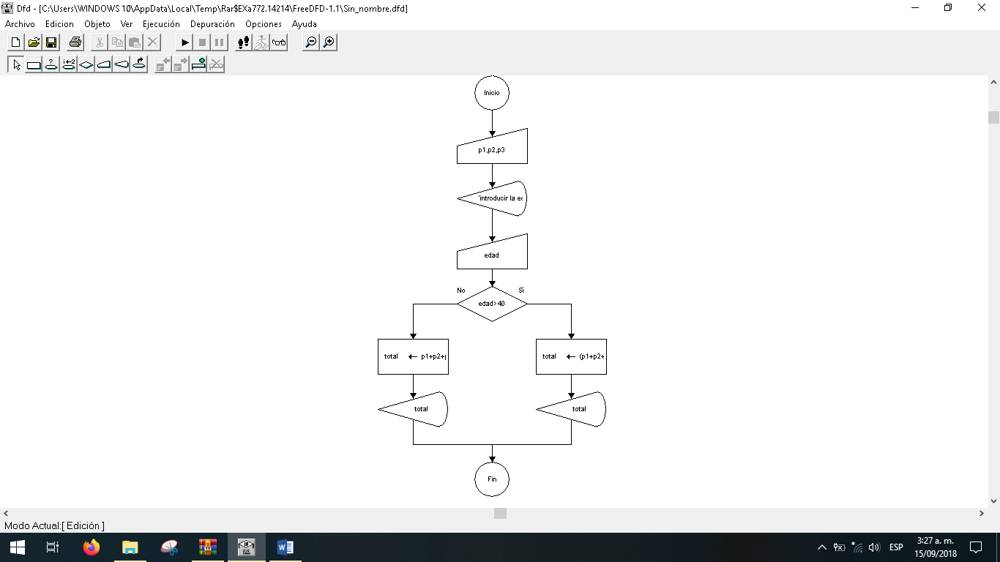 Dfd - [C:\Users\WINDOWS 10\AppData\Local\Temp\Rar$EXa772.14214\FreeDFD-1.1\Sin_nombre.dfd]
Archivo Edicion Objeto Ver Ejecución Depuración Opciones Ayuda
Inicio
p1,p2,p3
'introducir la
edad
No Sí
edad>40
total ← p1+p2+ total ← (p1+p2+
total total
Fin
Modo Actual:[ Edición ]
ESP
3:27 a. m.
15/09/2018